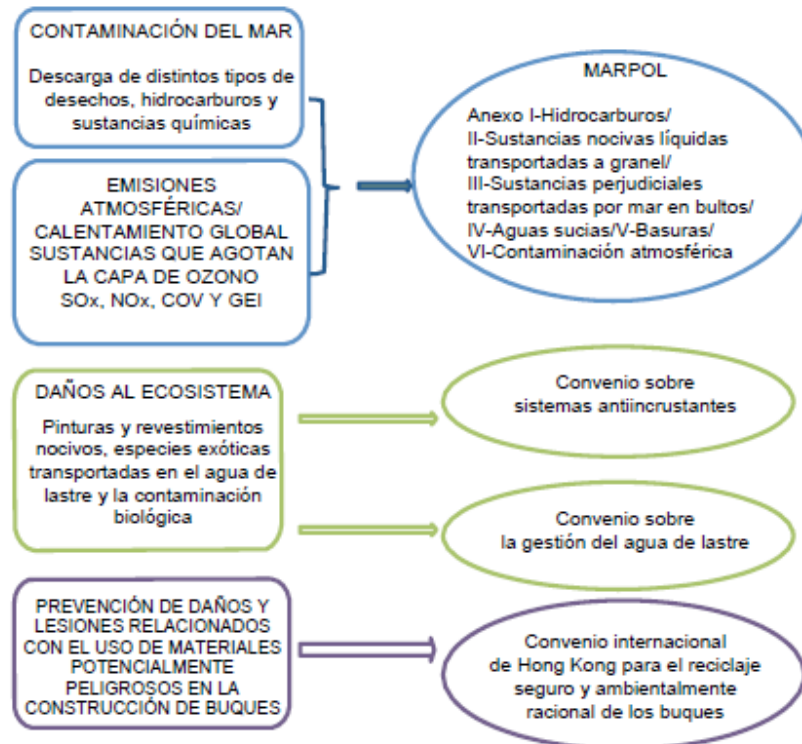 CONTAMINACIÓN DEL MAR
Descarga de distintos tipos de
desechos, hidrocarburos y
sustancias químicas
EMISIONES
ATMOSFÉRICAS/
CALENTAMIENTO GLOBAL
SUSTANCIAS QUE AGOTAN
LA CAPA DE OZONO
SOx, NOx, COV Y GEI
MARPOL
Anexo I-Hidrocarburos/
II-Sustancias nocivas líquidas
transportadas a granel/
III-Sustancias perjudiciales
transportadas por mar en bultos/
IV-Aguas sucias/V-Basuras/
VI-Contaminación atmosférica
DAÑOS AL ECOSISTEMA
Pinturas y revestimientos
nocivos, especies exóticas
transportadas en el agua de
lastre y la contaminación
biológica
Convenio sobre
sistemas antiincrustantes
Convenio sobre
la gestión del agua de lastre
PREVENCIÓN DE DAÑOS Y
LESIONES RELACIONADOS
CON EL USO DE MATERIALES
POTENCIALMENTE
PELIGROSOS EN LA
CONSTRUCCIÓN DE BUQUES
Convenio internacional
de Hong Kong para el reciclaje
seguro y ambientalmente
racional de los buques